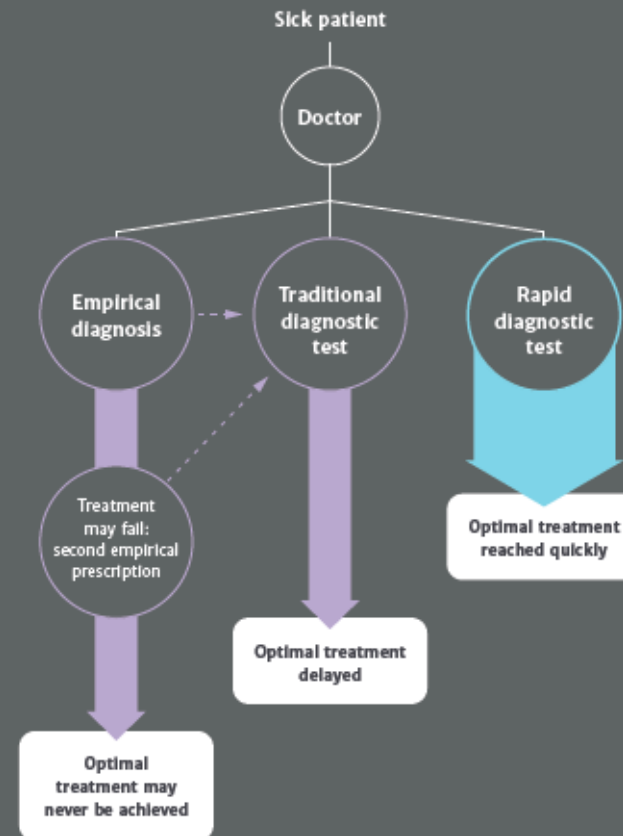 Sick patient
Doctor
Empirical
diagnosis
Traditional
diagnostic
test
Rapid
diagnostic
test
Treatment
may fail:
second empirical
prescription
Optimal treatment
reached quickly
Optimal treatment
delayed
Optimal
treatment may
never be achieved